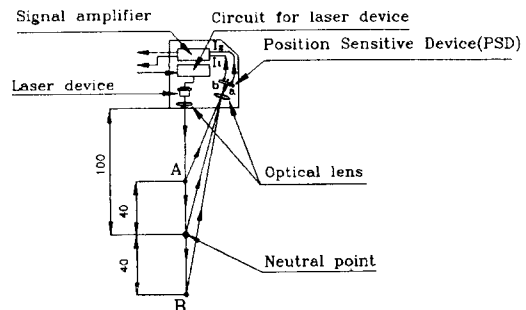 Signal amplifier
Circuit for laser device
I₂
I₁
Position Sensitive Device(PSD)
Laser device
b
a
100
A
Optical lens
40
40
Neutral point
B